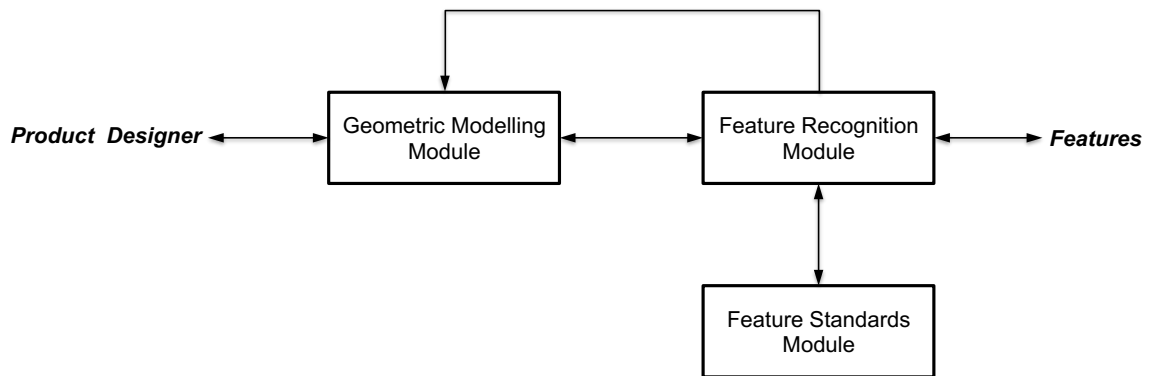 Product Designer
Geometric Modelling
Module
Feature Recognition
Module
Features
Feature Standards
Module